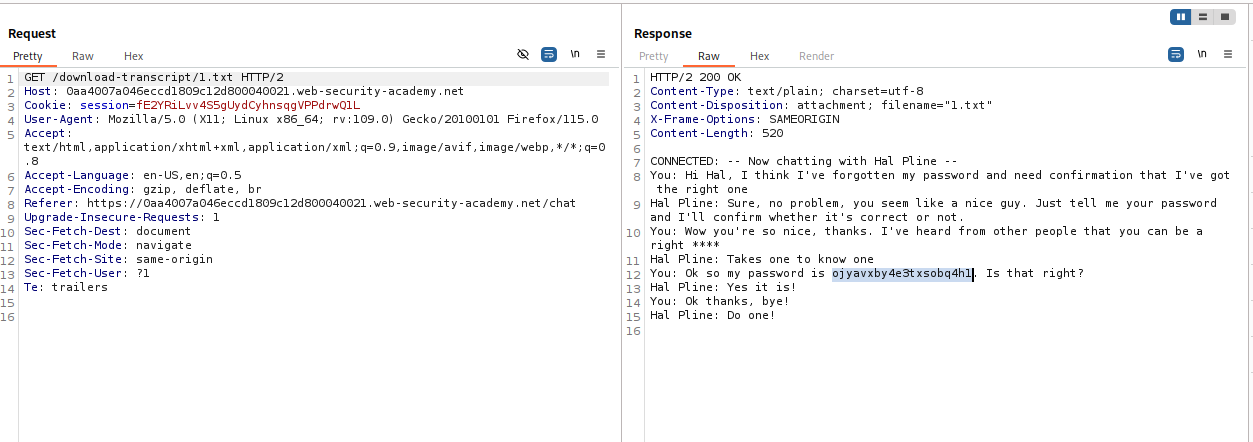 Request
Pretty Raw Hex
\n
1 GET /download-transcript/1.txt HTTP/2
2 Host: 0aa4007a046eccd1809c12d800040021.web-security-academy.net
3 Cookie: session=fE2YRiLvv4S5gUydCyhnsqgVPPdrwQ1L
4 User-Agent: Mozilla/5.0 (X11; Linux x86_64; rv:109.0) Gecko/20100101 Firefox/115.0
5 Accept:
text/html,application/xhtml+xml,application/xml;q=0.9,image/avif,image/webp,*/*;q=0
.8
6 Accept-Language: en-US,en;q=0.5
7 Accept-Encoding: gzip, deflate, br
8 Referer: https://0aa4007a046eccd1809c12d800040021.web-security-academy.net/chat
9 Upgrade-Insecure-Requests: 1
10 Sec-Fetch-Dest: document
11 Sec-Fetch-Mode: navigate
12 Sec-Fetch-Site: same-origin
13 Sec-Fetch-User: ?1
14 Te: trailers
15
16
Response
Pretty Raw Hex Render
\n
1 HTTP/2 200 OK
2 Content-Type: text/plain; charset=utf-8
3 Content-Disposition: attachment; filename="1.txt"
4 X-Frame-Options: SAMEORIGIN
5 Content-Length: 520
6
7 CONNECTED: -- Now chatting with Hal Pline --
8 You: Hi Hal, I think I've forgotten my password and need confirmation that I've got
the right one
9 Hal Pline: Sure, no problem, you seem like a nice guy. Just tell me your password
and I'll confirm whether it's correct or not.
10 You: Wow you're so nice, thanks. I've heard from other people that you can be a
right ****
11 Hal Pline: Takes one to know one
12 You: Ok so my password is ojyavxby4e3txsobq4h1. Is that right?
13 Hal Pline: Yes it is!
14 You: Ok thanks, bye!
15 Hal Pline: Do one!
16